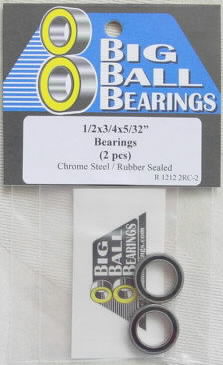 BIG
BALL
BEARINGS
1/2x3/4x5/32”
Bearings
(2 pcs)
Chrome Steel / Rubber Sealed
R 1212 2RC-2
BIG
BALL
BEARINGS